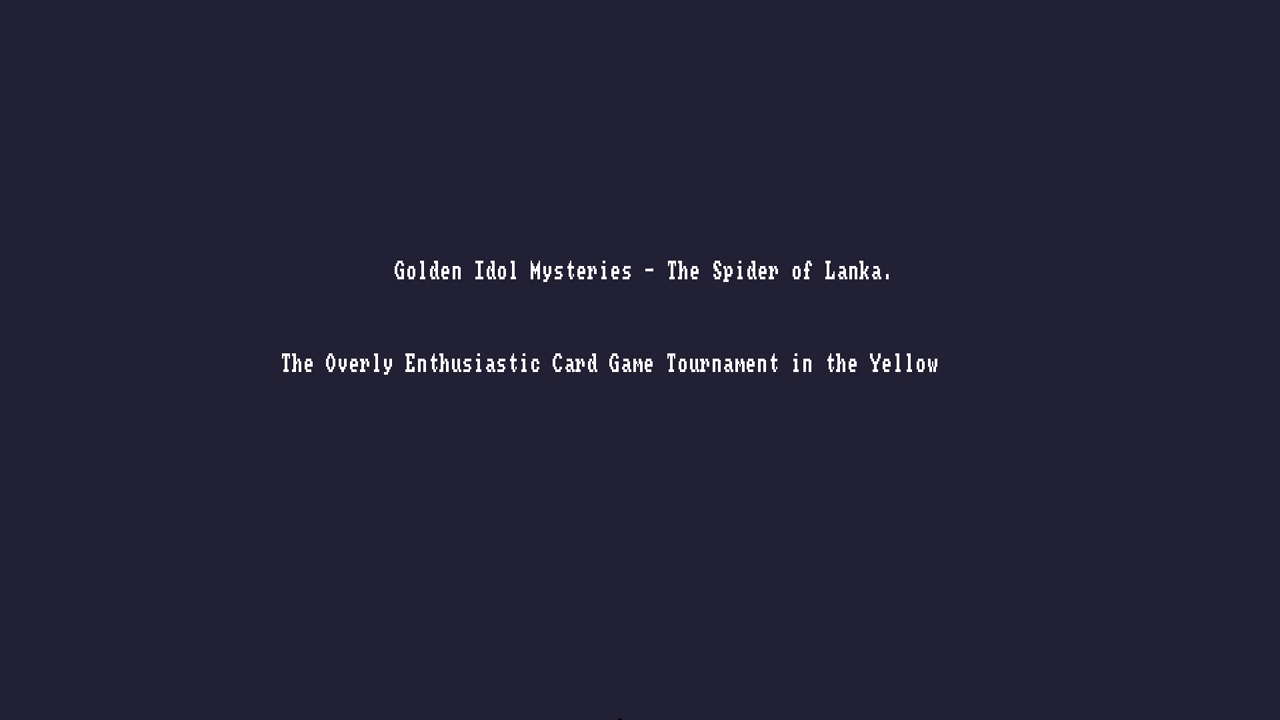 Golden Idol Mysteries - The Spider of Lanka.
The Overly Enthusiastic Card Game Tournament in the Yellow